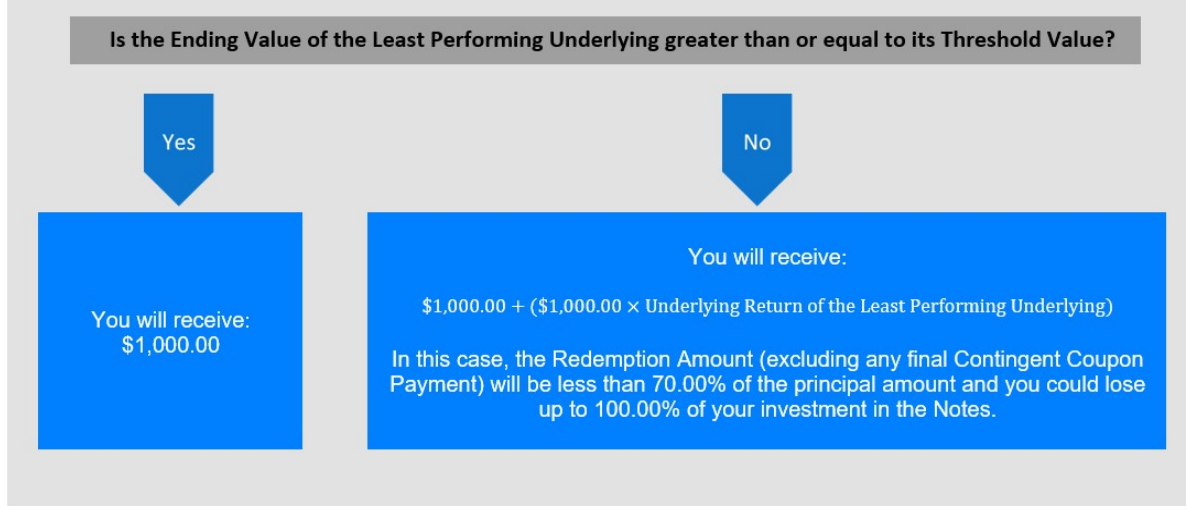 Is the Ending Value of the Least Performing Underlying greater than or equal to its Threshold Value?
Yes
No
You will receive:
$1,000.00
You will receive:
$1,000.00 + ($1,000.00 × Underlying Return of the Least Performing Underlying)
In this case, the Redemption Amount (excluding any final Contingent Coupon
Payment) will be less than 70.00% of the principal amount and you could lose
up to 100.00% of your investment in the Notes.